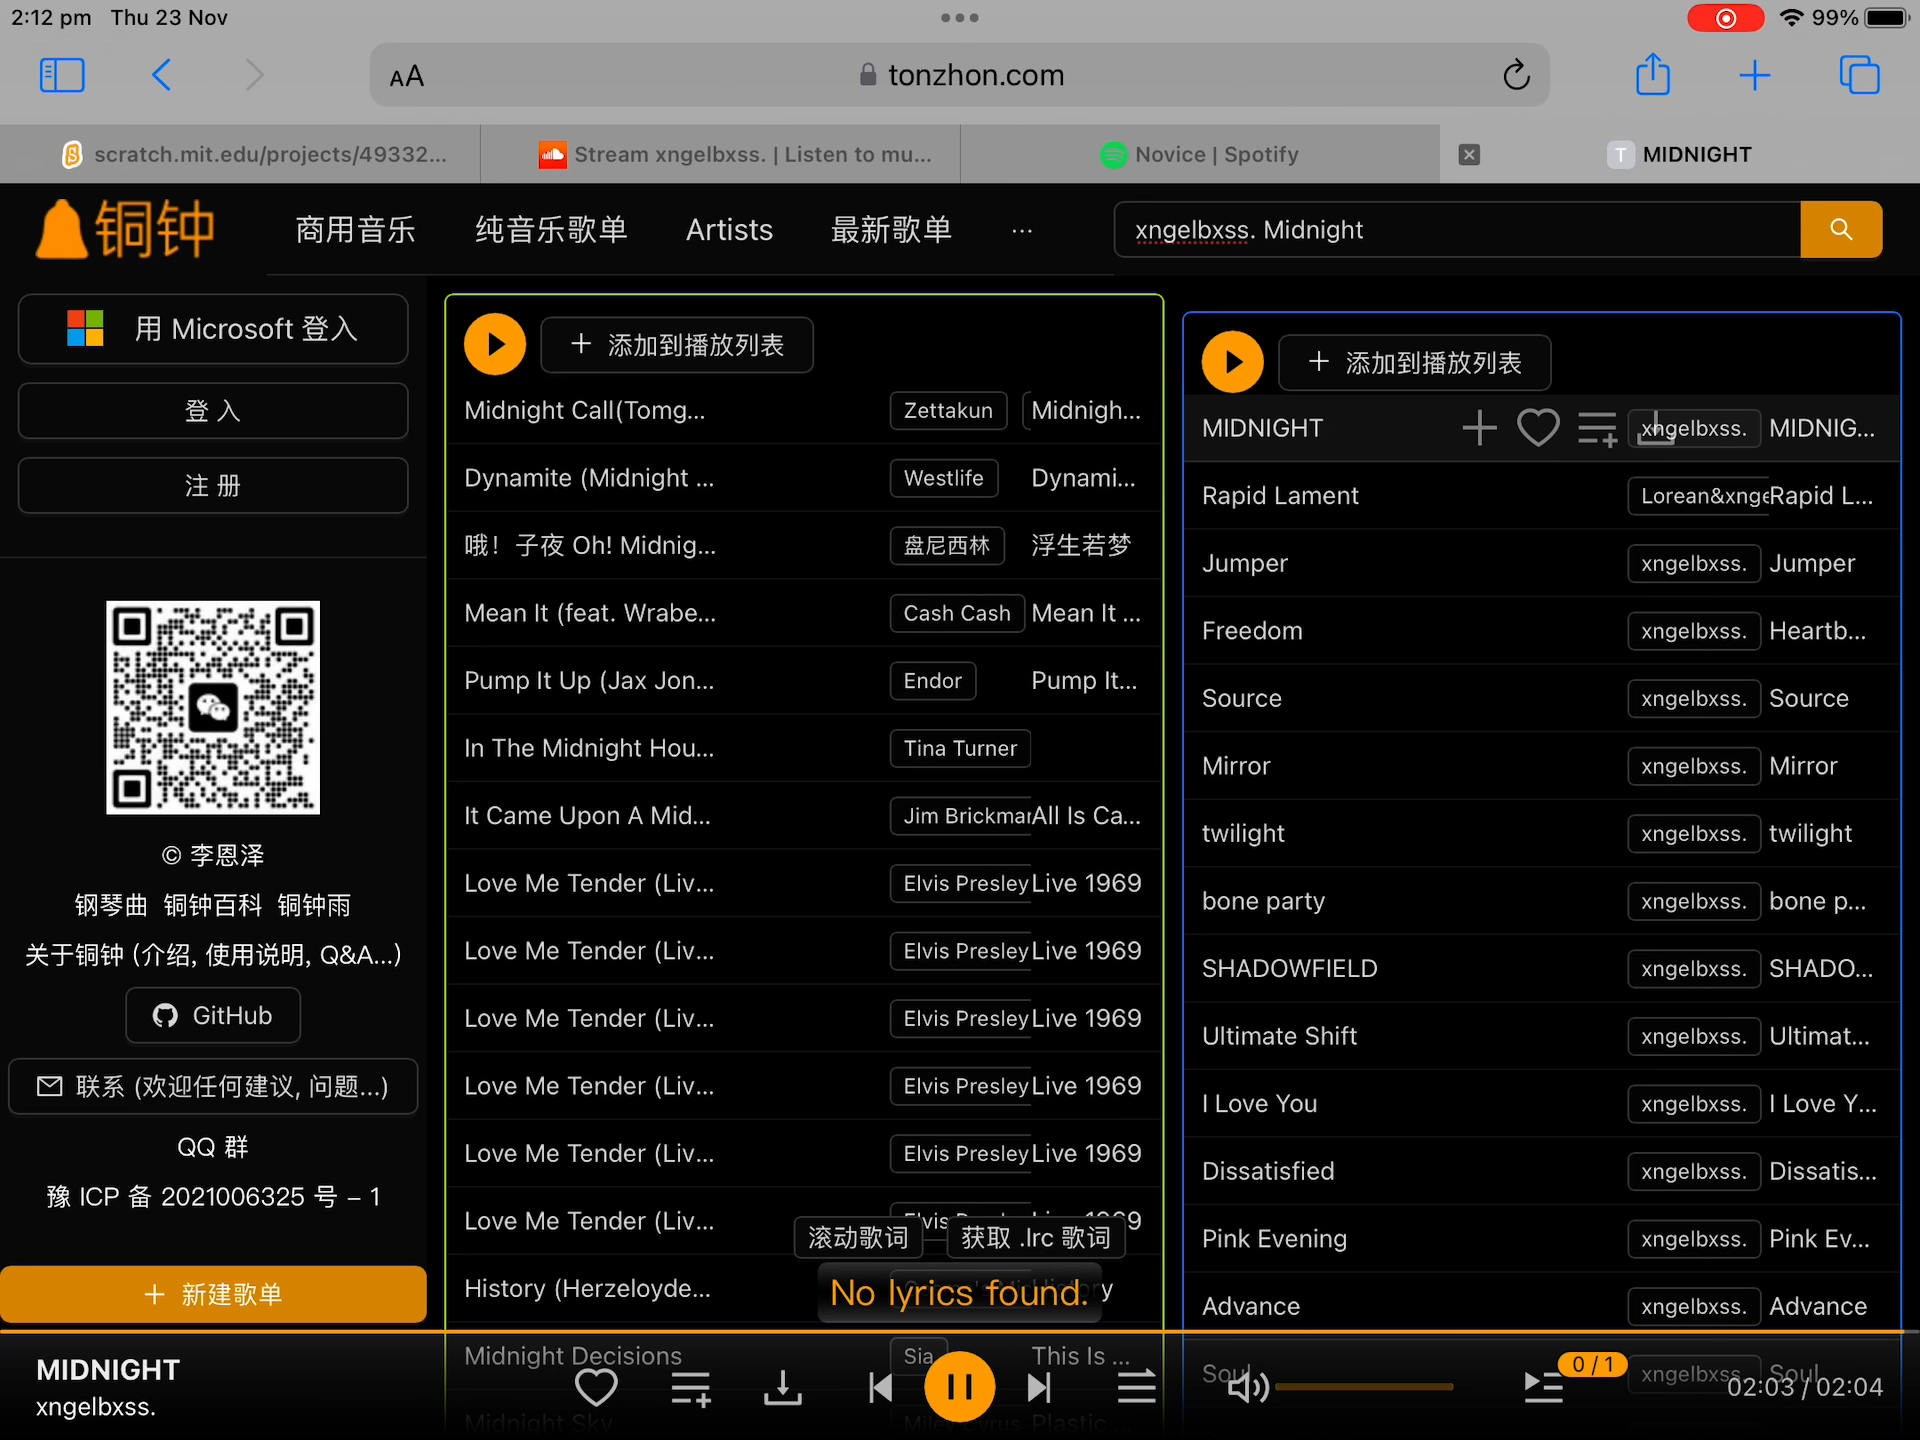 2:12 pm Thu 23 Nov
99%
AA
tonzhon.com
scratch.mit.edu/projects/49332...
Stream xngelbxss. | Listen to mu...
Novice | Spotify
T MIDNIGHT
铜钟
商用音乐
纯音乐歌单
Artists
最新歌单
···
xngelbxss. Midnight
用 Microsoft 登入
登入
注册
© 李恩泽
钢琴曲 铜钟百科 铜钟雨
关于铜钟 (介绍, 使用说明, Q&A...)
GitHub
联系 (欢迎任何建议, 问题...)
QQ 群
豫 ICP 备 2021006325 号 – 1
+ 新建歌单
+ 添加到播放列表
Midnight Call(Tomg... Zettakun Midnigh...
Dynamite (Midnight ... Westlife Dynami...
哦！子夜 Oh! Midnig... 盘尼西林 浮生若梦
Mean It (feat. Wrabe... Cash Cash Mean It ...
Pump It Up (Jax Jon... Endor Pump It...
In The Midnight Hou... Tina Turner
It Came Upon A Mid... Jim Brickman All Is Ca...
Love Me Tender (Liv... Elvis Presley Live 1969
Love Me Tender (Liv... Elvis Presley Live 1969
Love Me Tender (Liv... Elvis Presley Live 1969
Love Me Tender (Liv... Elvis Presley Live 1969
Love Me Tender (Liv... Elvis Presley Live 1969
Love Me Tender (Liv...
滚动歌词 获取 .lrc 歌词
History (Herzeloyde...
No lyrics found.
Midnight Decisions Sia This Is ...
Midnight Sky Miley Cyrus Plastic
+ 添加到播放列表
MIDNIGHT xngelbxss. MIDNIG...
Rapid Lament Lorean&xnge Rapid L...
Jumper xngelbxss. Jumper
Freedom xngelbxss. Heartb...
Source xngelbxss. Source
Mirror xngelbxss. Mirror
twilight xngelbxss. twilight
bone party xngelbxss. bone p...
SHADOWFIELD xngelbxss. SHADO...
Ultimate Shift xngelbxss. Ultimat...
I Love You xngelbxss. I Love Y...
Dissatisfied xngelbxss. Dissatis...
Pink Evening xngelbxss. Pink Ev...
Advance xngelbxss. Advance
Soul xngelbxss. Soul
MIDNIGHT
xngelbxss.
0 / 1
02:03 / 02:04